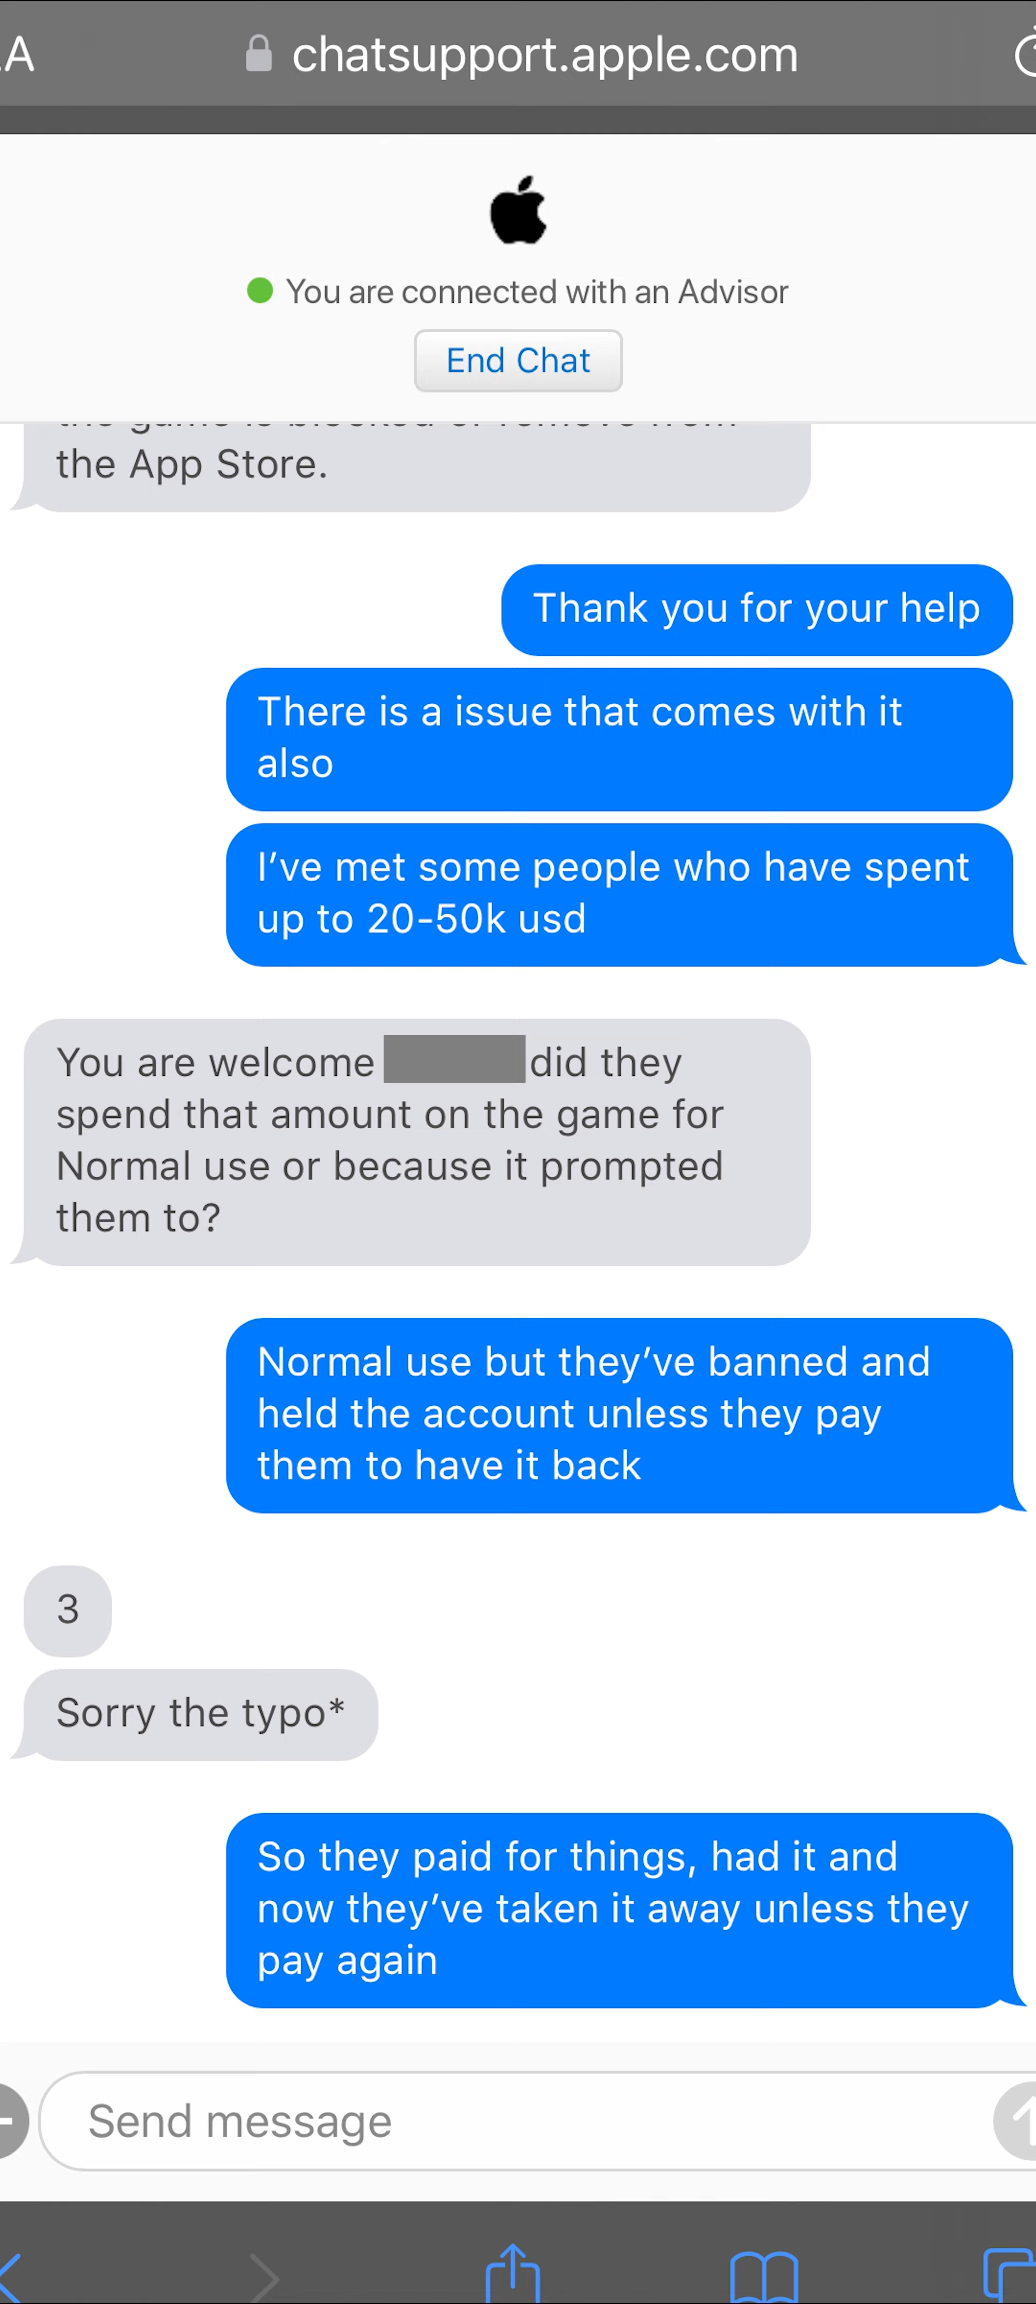 AA
chatsupport.apple.com
You are connected with an Advisor
End Chat
the App Store.
Thank you for your help
There is a issue that comes with it
also
I've met some people who have spent
up to 20-50k usd
You are welcome did they
spend that amount on the game for
Normal use or because it prompted
them to?
Normal use but they've banned and
held the account unless they pay
them to have it back
3
Sorry the typo*
So they paid for things, had it and
now they've taken it away unless they
pay again
Send message